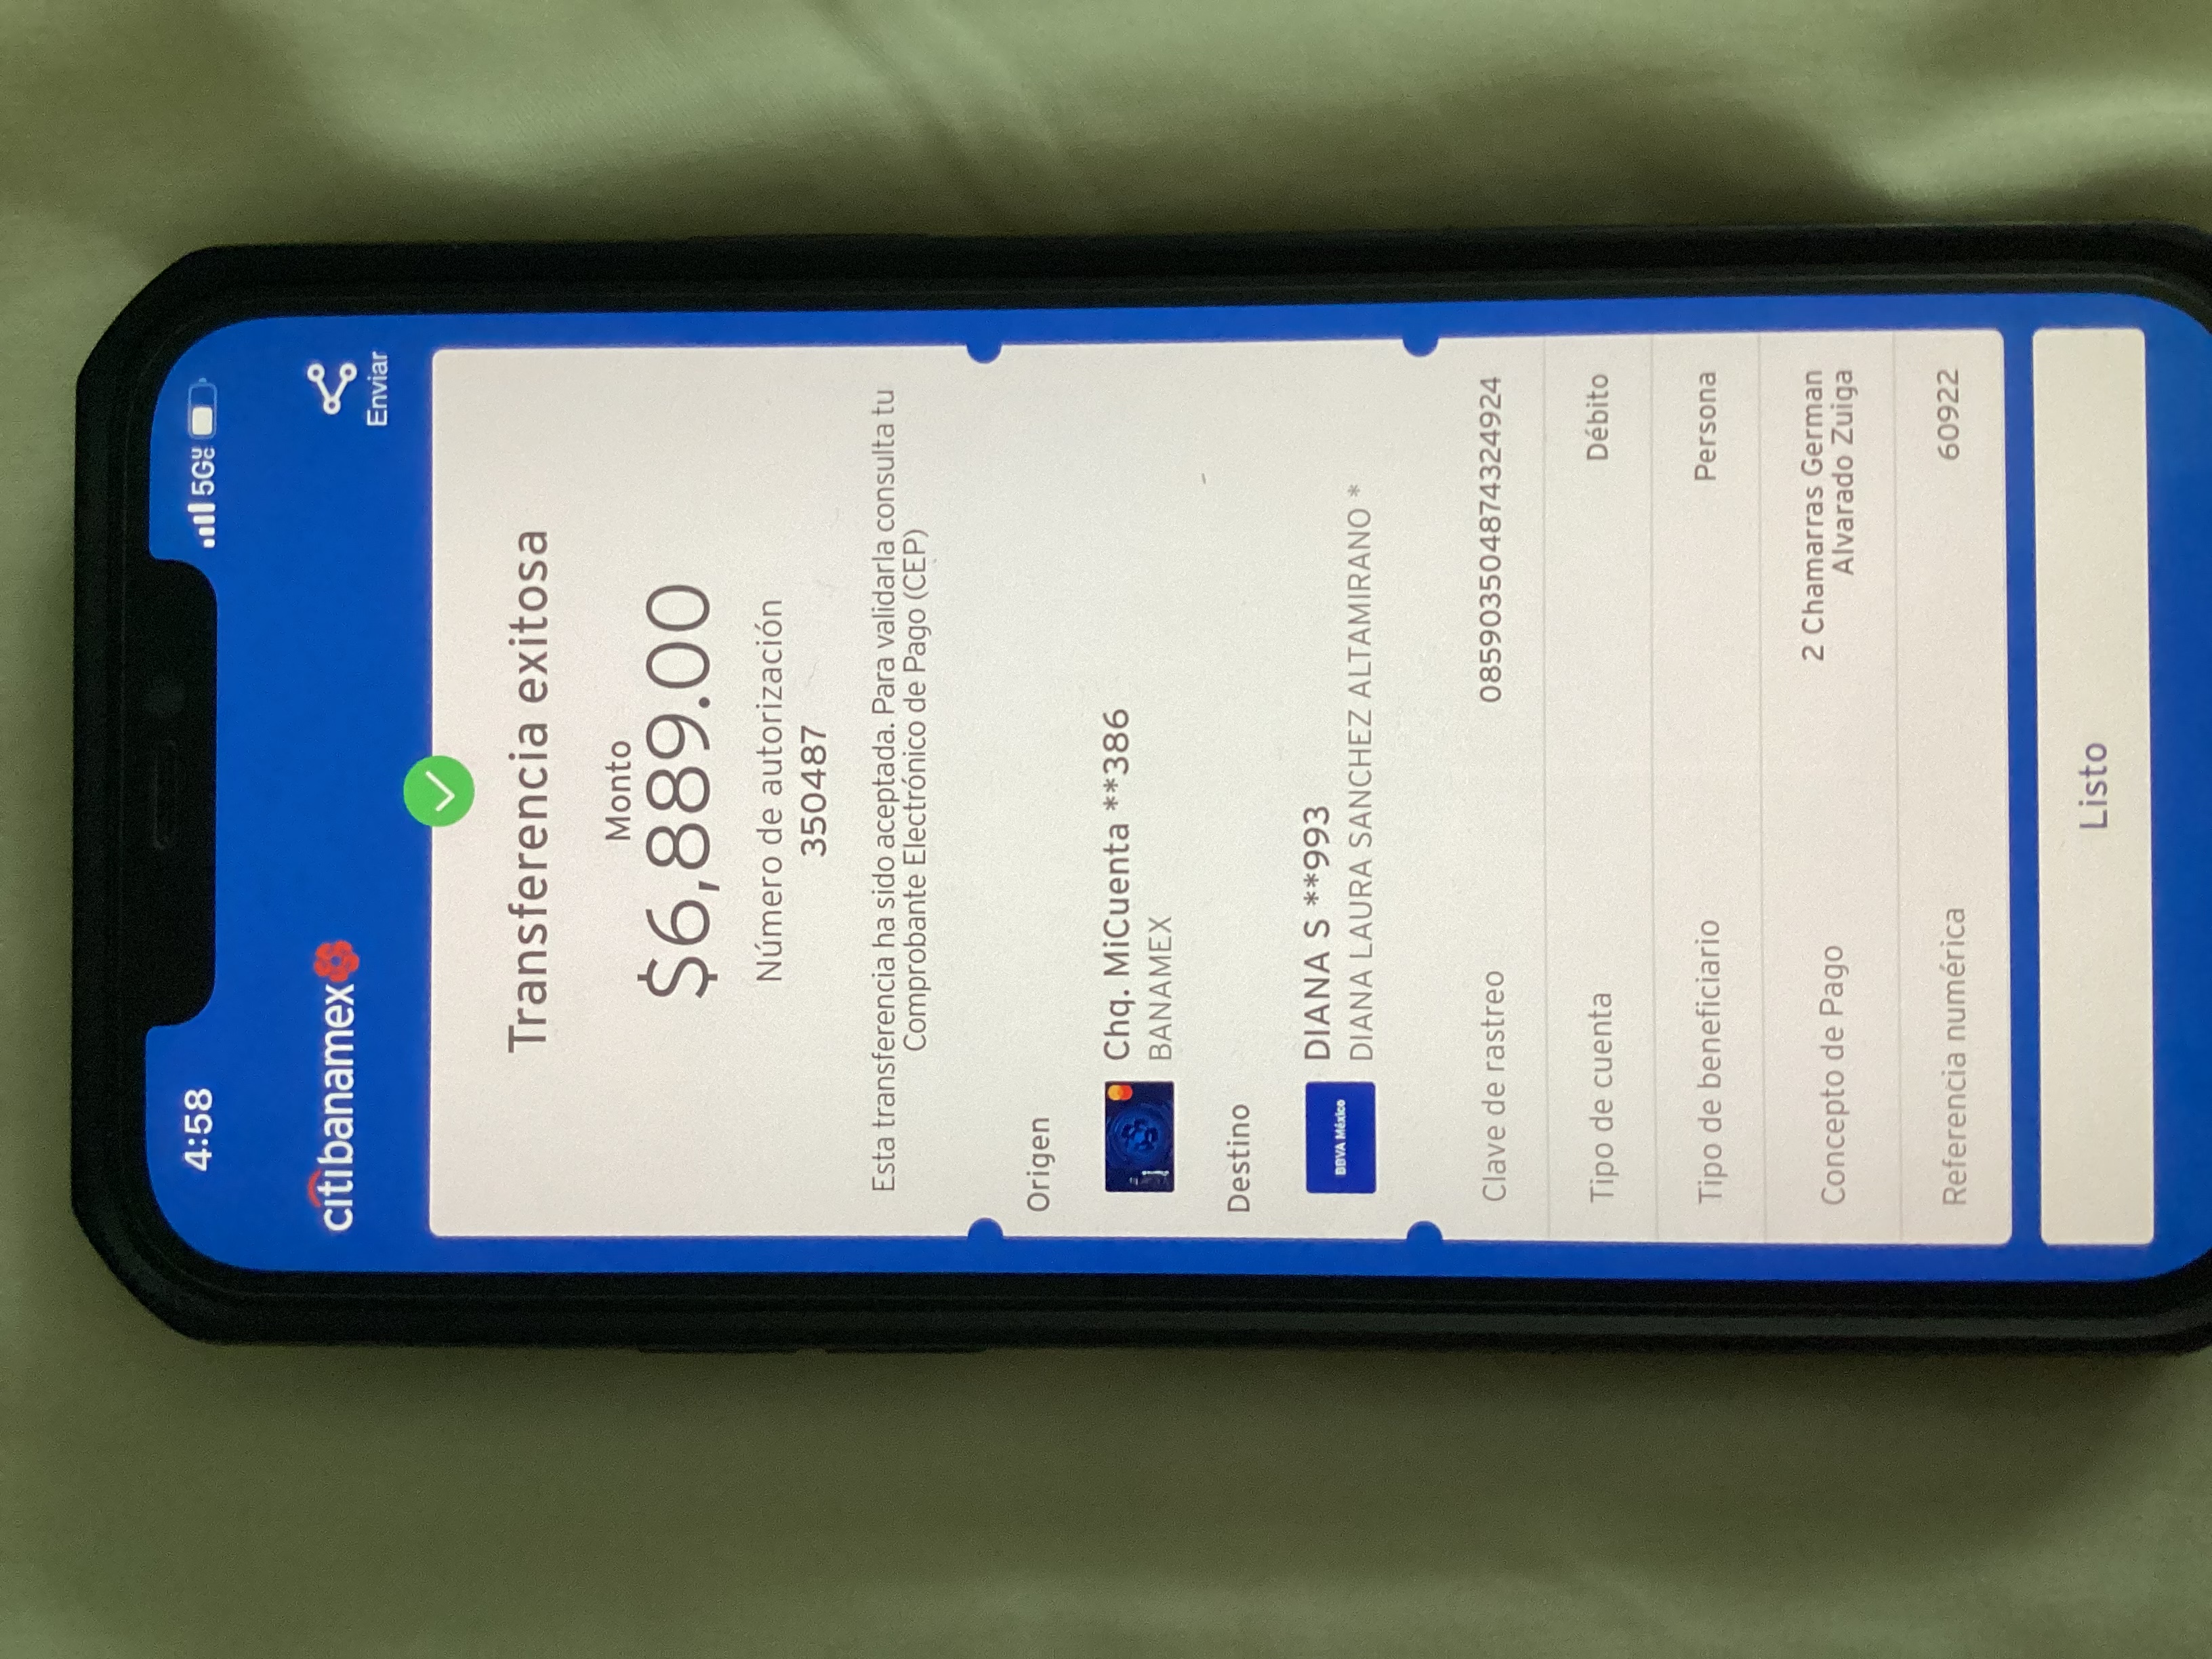 4:58
5G UC
citibanamex
Enviar
Transferencia exitosa
Monto
$6,889.00
Número de autorización
350487
Esta transferencia ha sido aceptada. Para validarla consulta tu
Comprobante Electrónico de Pago (CEP)
Origen
Chq. MiCuenta **386
BANAMEX
Destino
BBVA México
DIANA S **993
DIANA LAURA SANCHEZ ALTAMIRANO *
Clave de rastreo 085903504874324924
Tipo de cuenta Débito
Tipo de beneficiario Persona
Concepto de Pago 2 Chamarras German
Alvarado Zuiga
Referencia numérica 60922
Listo